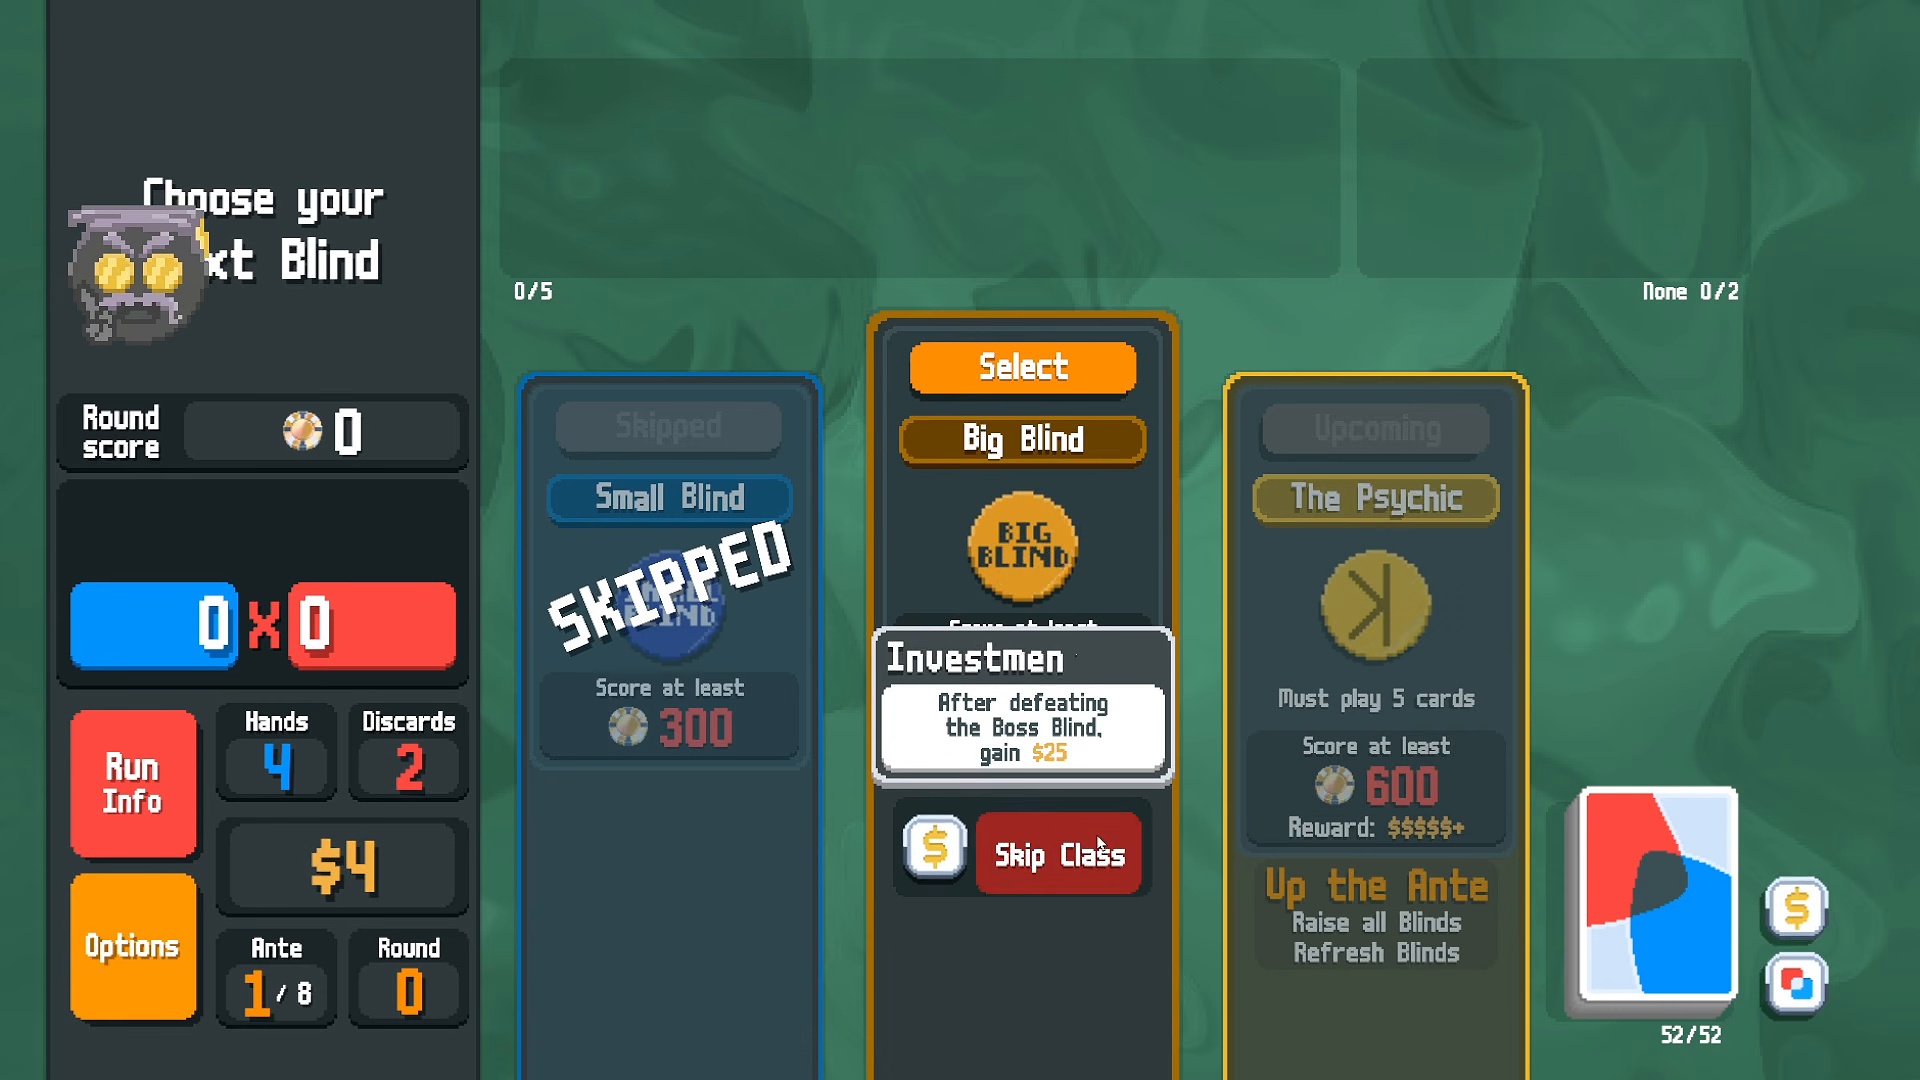 Choose your
xt Blind
Round
score
0
0 X 0
Run
Info
Hands
4
Discards
2
$4
Options
Ante
1 / 8
Round
0
0/5
None 0/2
Skipped
Small Blind
SKIPPED
Score at least
300
Select
Big Blind
BIG
BLIND
Investmen
After defeating
the Boss Blind,
gain $25
$
Skip Class
Upcoming
The Psychic
Must play 5 cards
Score at least
600
Reward: $$$$$+
Up the Ante
Raise all Blinds
Refresh Blinds
$
52/52